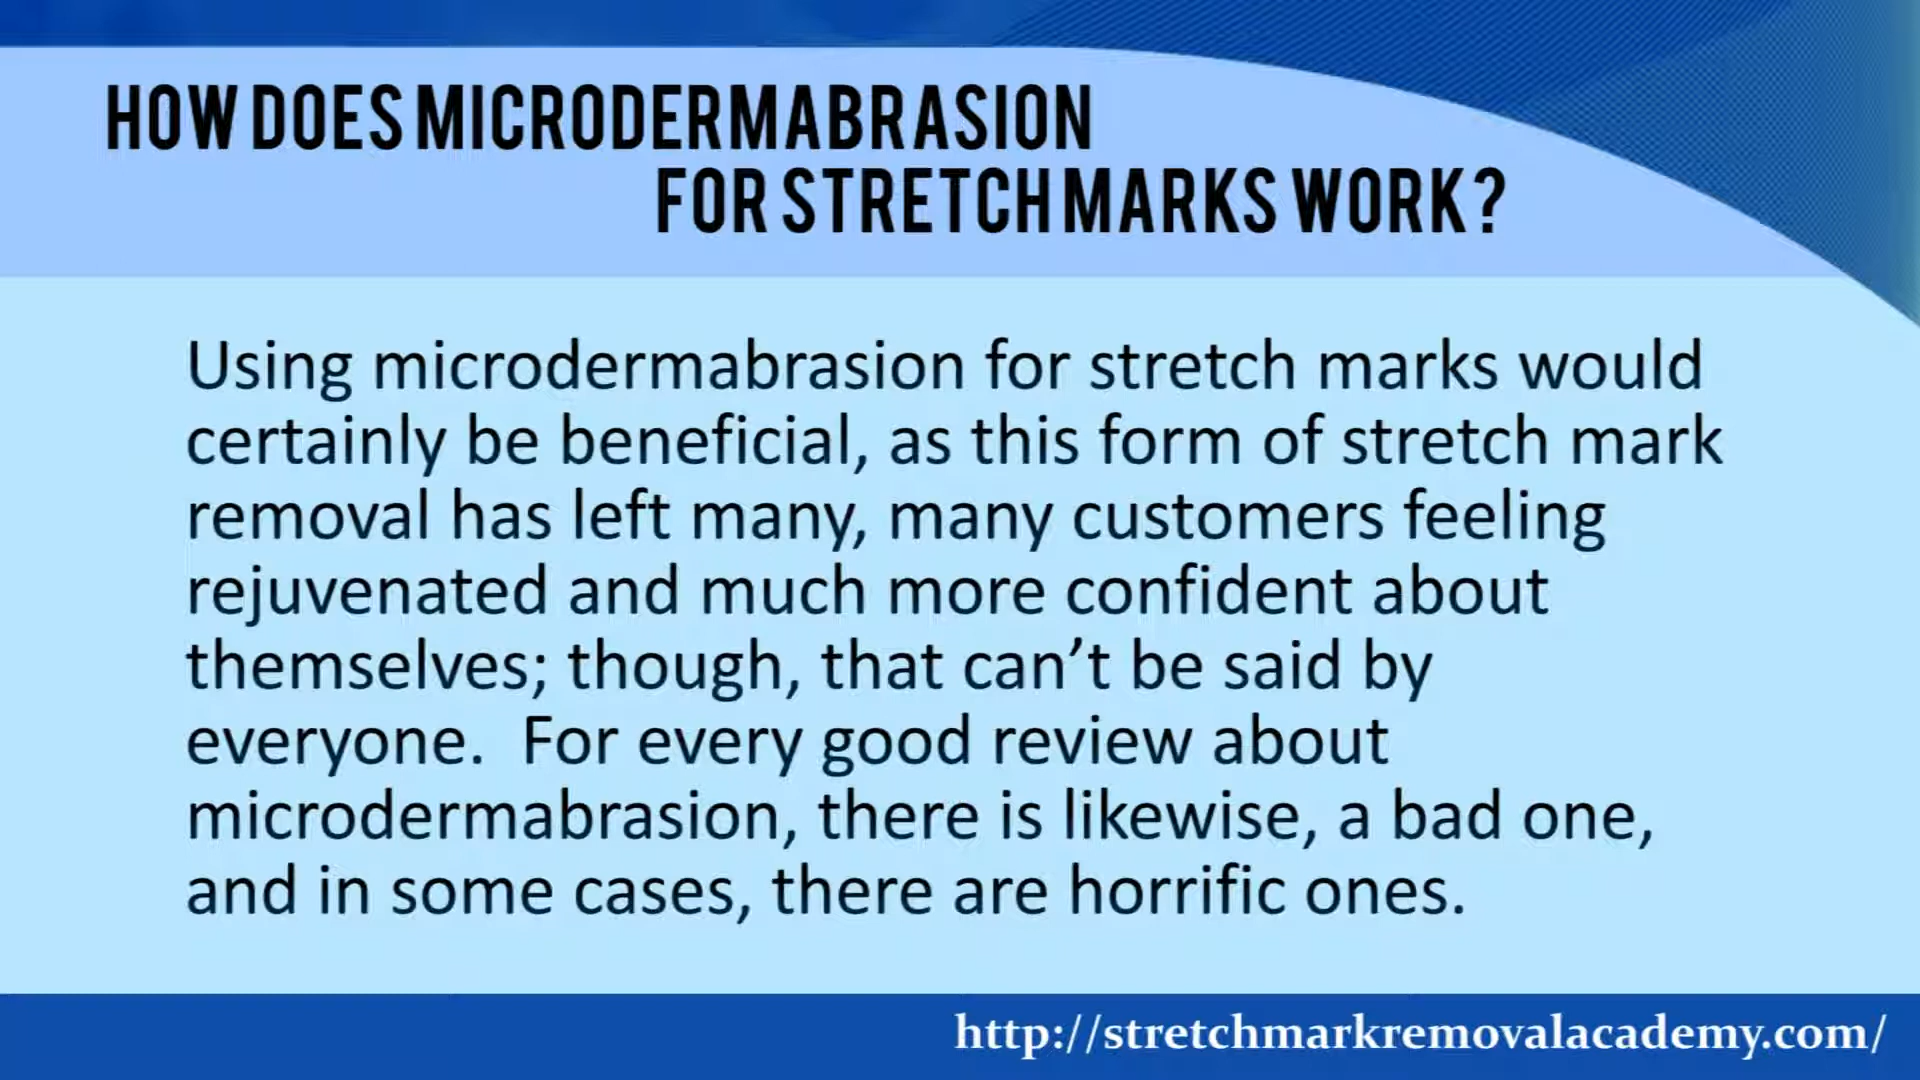 HOW DOES MICRODERMABRASION
FOR STRETCH MARKS WORK?
Using microdermabrasion for stretch marks would
certainly be beneficial, as this form of stretch mark
removal has left many, many customers feeling
rejuvenated and much more confident about
themselves; though, that can’t be said by
everyone.  For every good review about
microdermabrasion, there is likewise, a bad one,
and in some cases, there are horrific ones.
http://stretchmarkremovalacademy.com/